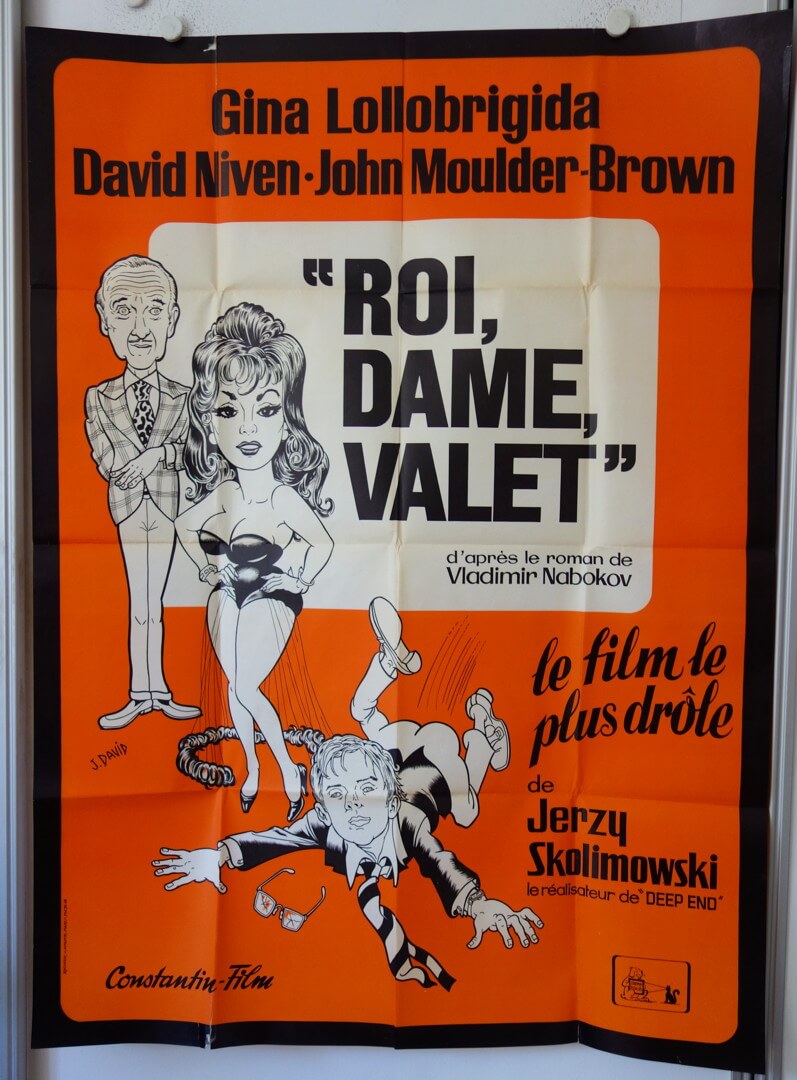 Gina Lollobrigida
David Niven · John Moulder-Brown
“ROI,
DAME,
VALET”
d’après le roman de
Vladimir Nabokov
le film le
plus drôle
de
Jerzy
Skolimowski
le réalisateur de “DEEP END”
J. DAVID
Constantin-Film